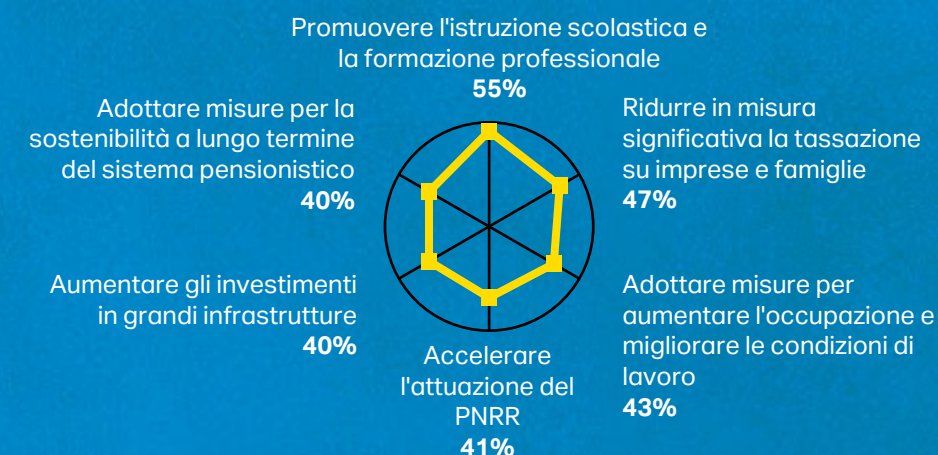 Promuovere l'istruzione scolastica e
la formazione professionale
55%
Ridurre in misura
significativa la tassazione
su imprese e famiglie
47%
Adottare misure per
aumentare l'occupazione e
migliorare le condizioni di
lavoro
43%
Accelerare
l'attuazione del
PNRR
41%
Aumentare gli investimenti
in grandi infrastrutture
40%
Adottare misure per la
sostenibilità a lungo termine
del sistema pensionistico
40%